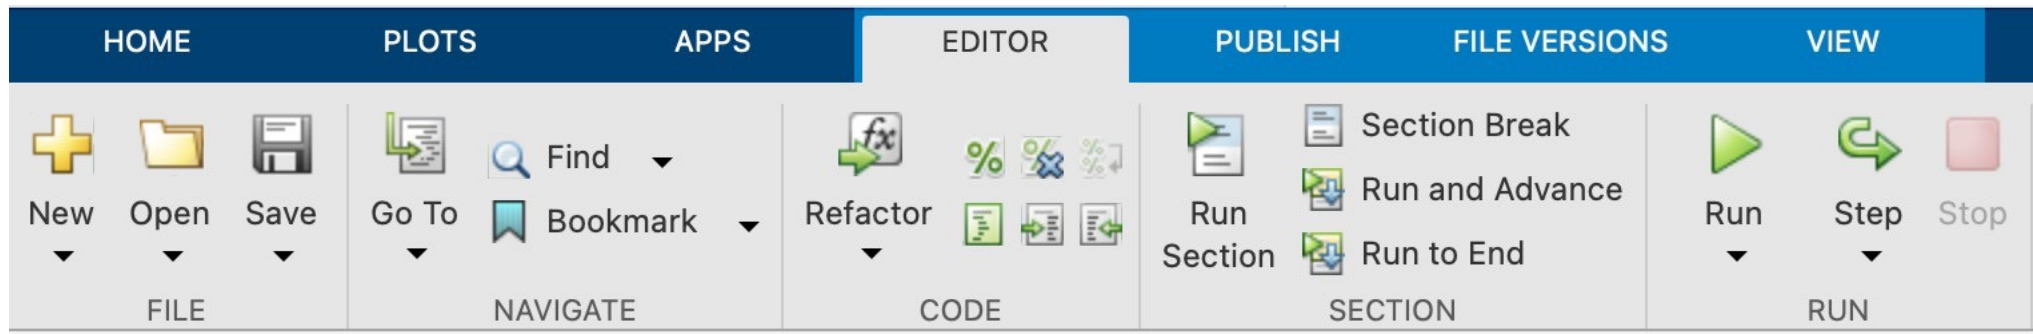 HOME PLOTS APPS EDITOR PUBLISH FILE VERSIONS VIEW
New Open Save
FILE
Go To
Find
Bookmark
NAVIGATE
Refactor
fx
% % %
%
CODE
Run
Section
Section Break
Run and Advance
Run to End
SECTION
Run Step Stop
RUN